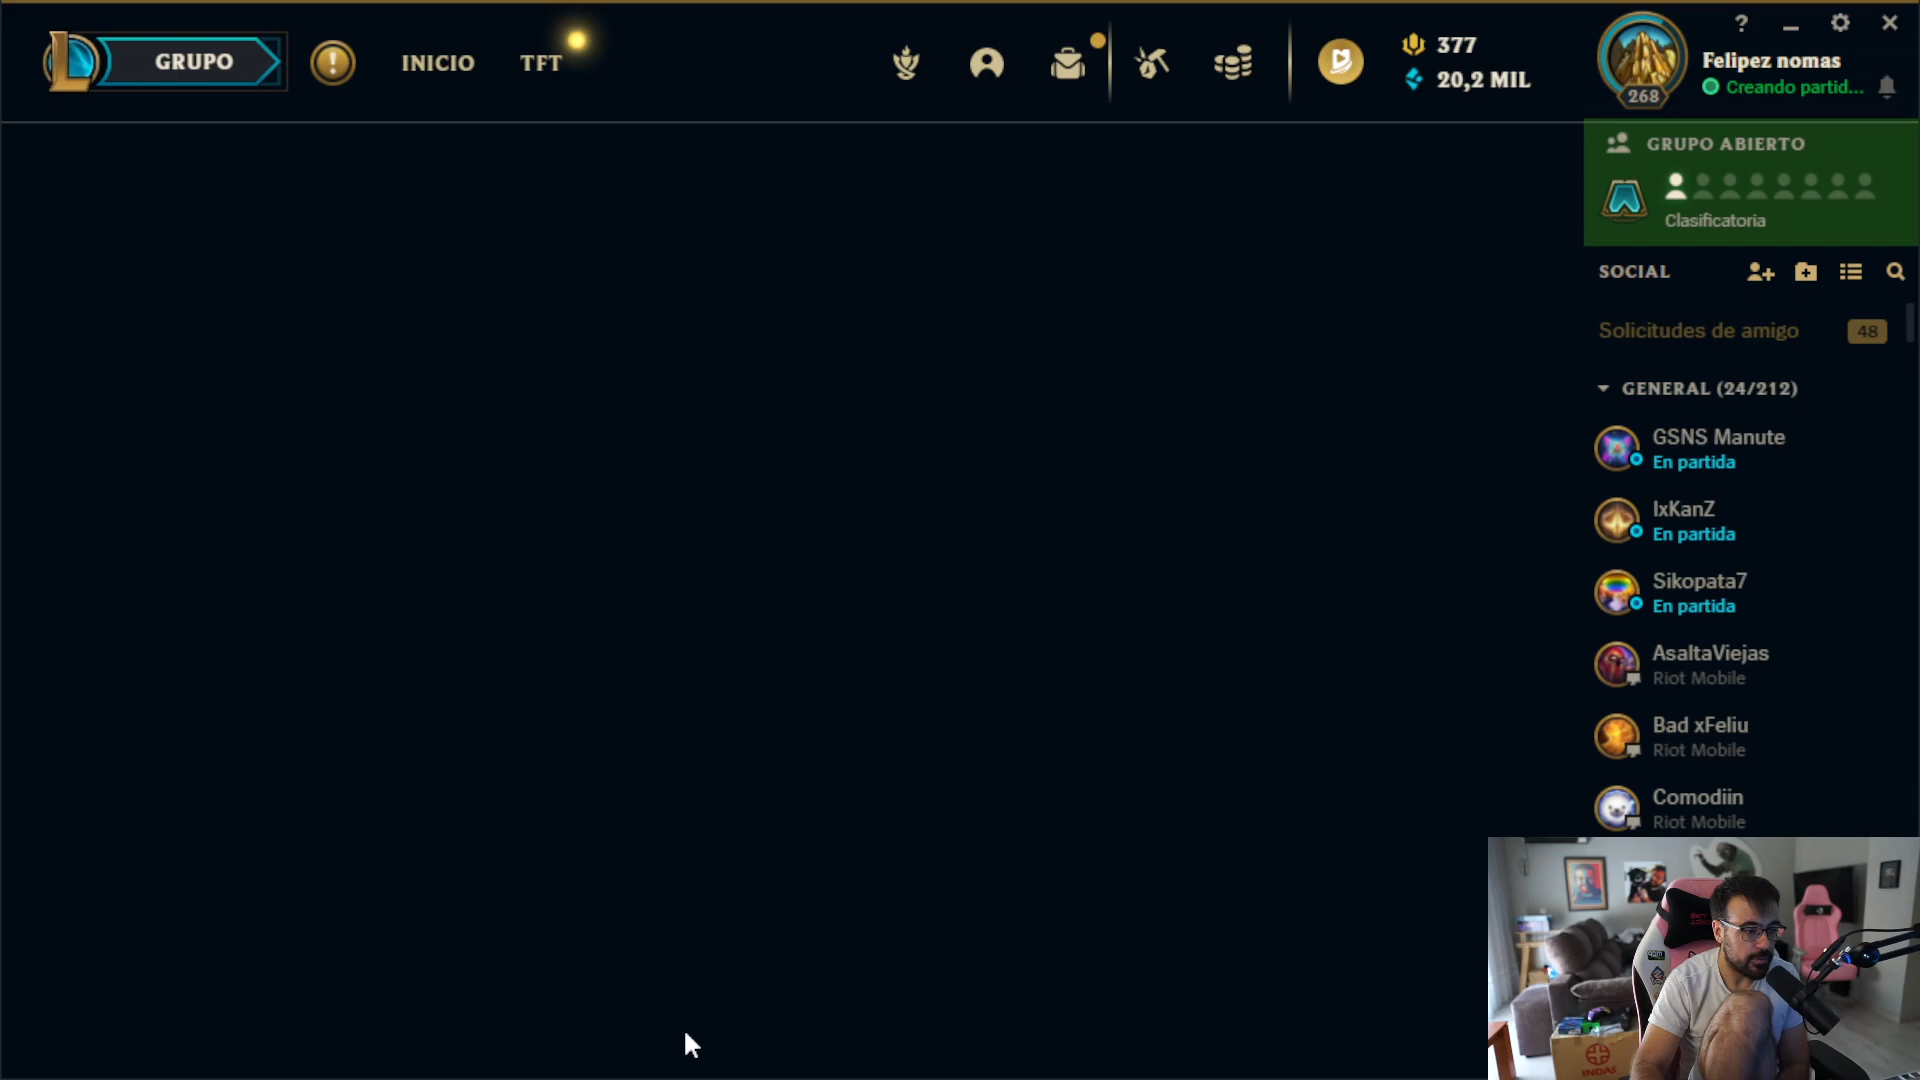 GRUPO
INICIO
TFT
377
20,2 MIL
268
Felipez nomas
Creando partid...
GRUPO ABIERTO
Clasificatoria
SOCIAL
Solicitudes de amigo
48
GENERAL (24/212)
GSNS Manute
En partida
IxKanZ
En partida
Sikopata7
En partida
AsaltaViejas
Riot Mobile
Bad xFeliu
Riot Mobile
Comodiin
Riot Mobile
INDAS